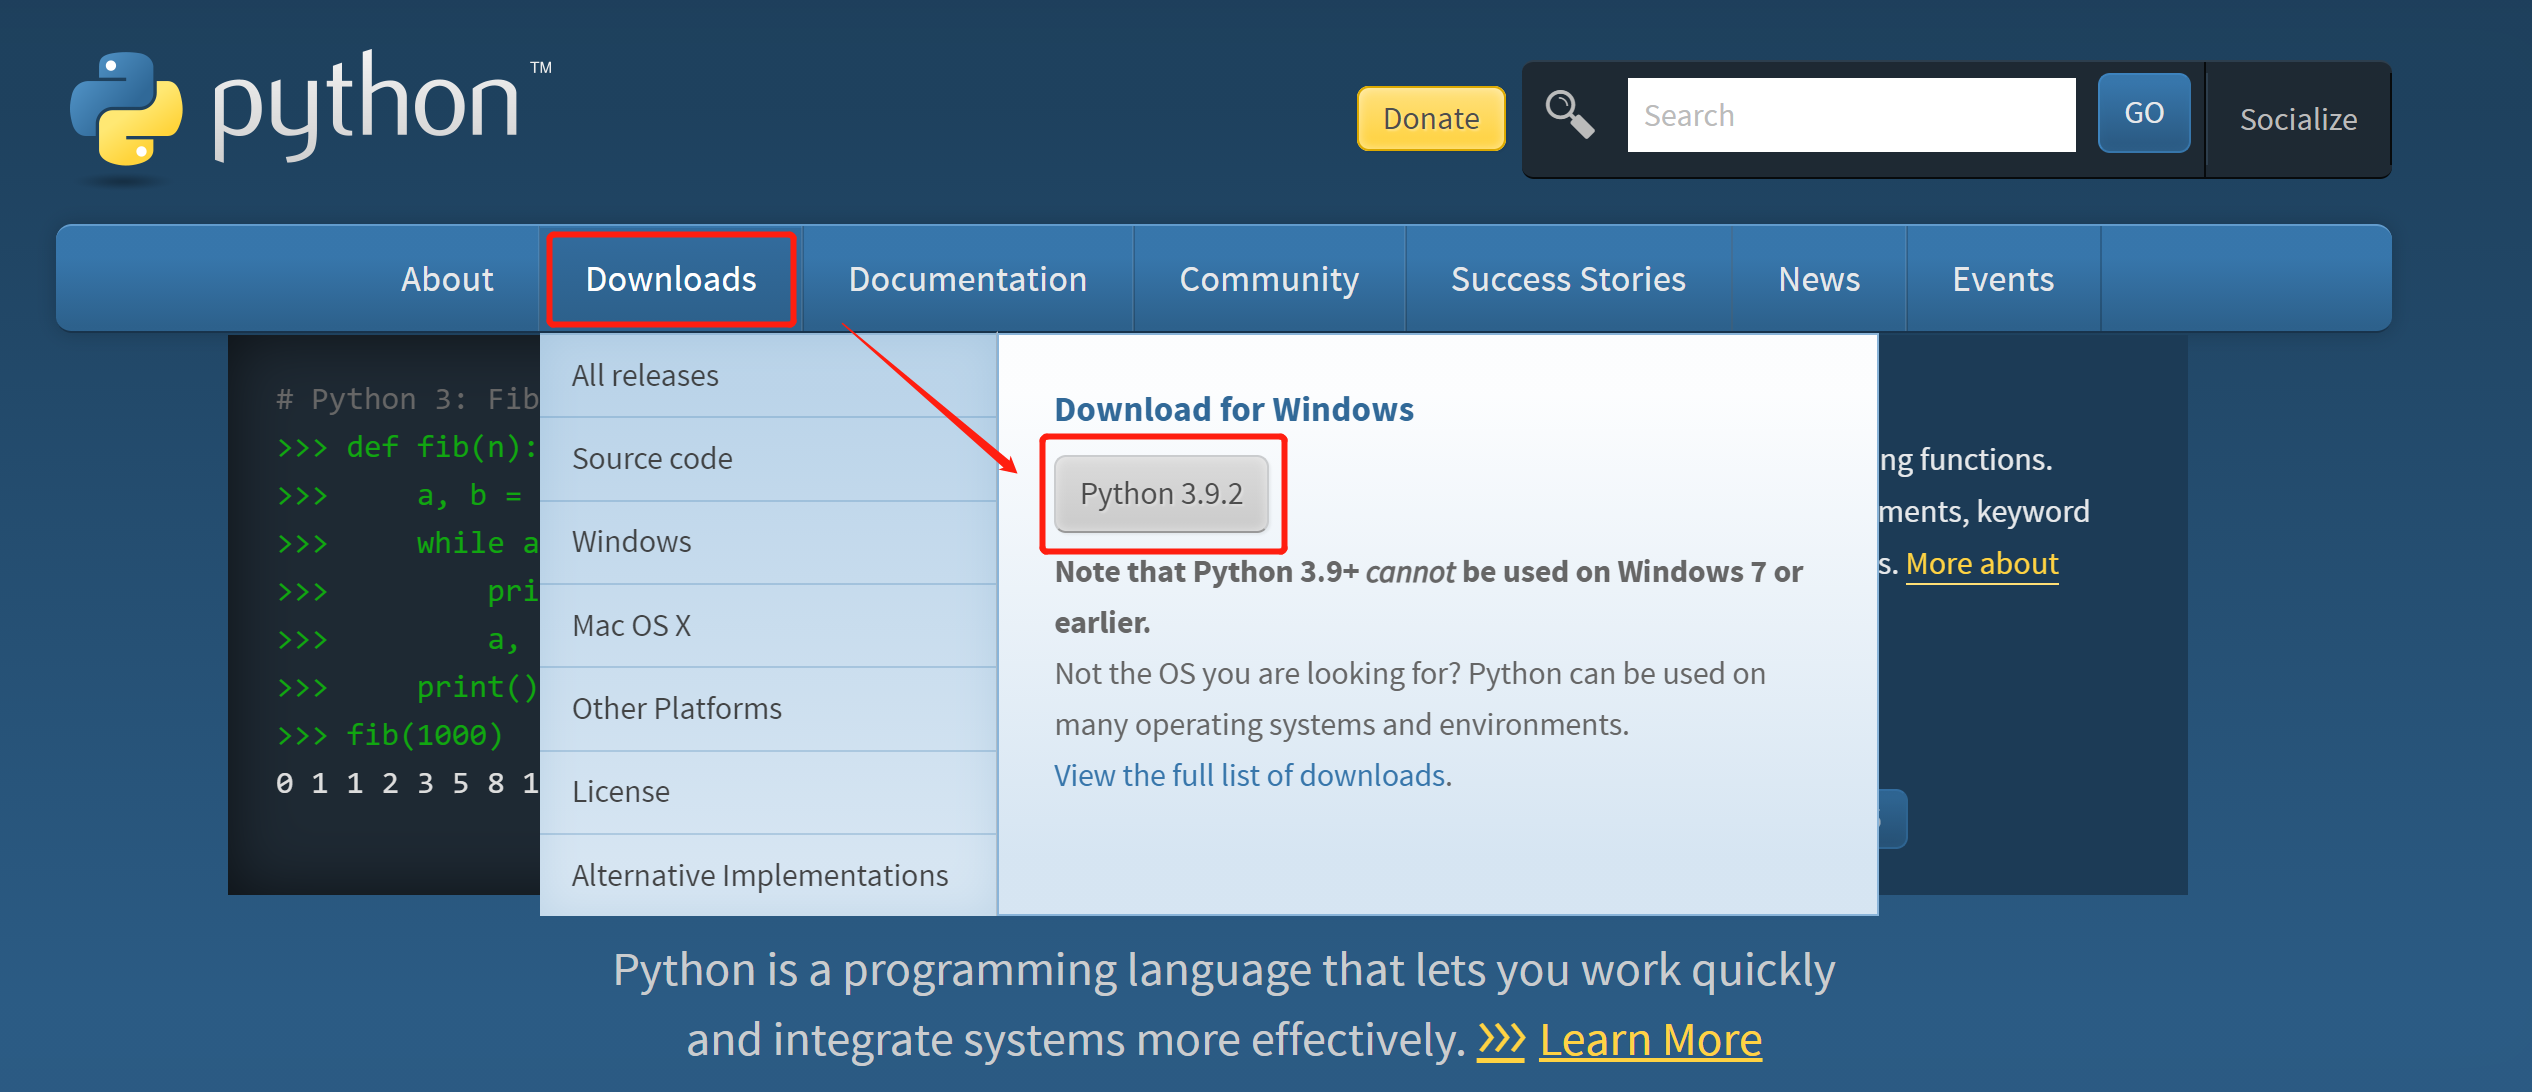 python™
Donate
Search
GO
Socialize
About
Downloads
Documentation
Community
Success Stories
News
Events
# Python 3: Fib
>>> def fib(n):
>>>     a, b =
>>>     while a
>>>         pri
>>>         a,
>>>     print()
>>> fib(1000)
0 1 1 2 3 5 8 1
All releases
Source code
Windows
Mac OS X
Other Platforms
License
Alternative Implementations
Download for Windows
Python 3.9.2
Note that Python 3.9+ cannot be used on Windows 7 or
earlier.
Not the OS you are looking for? Python can be used on
many operating systems and environments.
View the full list of downloads.
ng functions.
ments, keyword
s. More about
Python is a programming language that lets you work quickly
and integrate systems more effectively. >>> Learn More